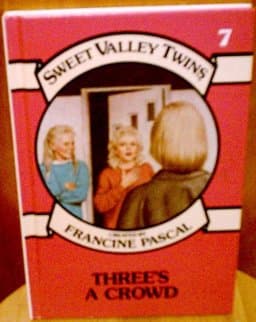 7
SWEET VALLEY TWINS
CREATED BY
FRANCINE PASCAL
THREE'S
A CROWD